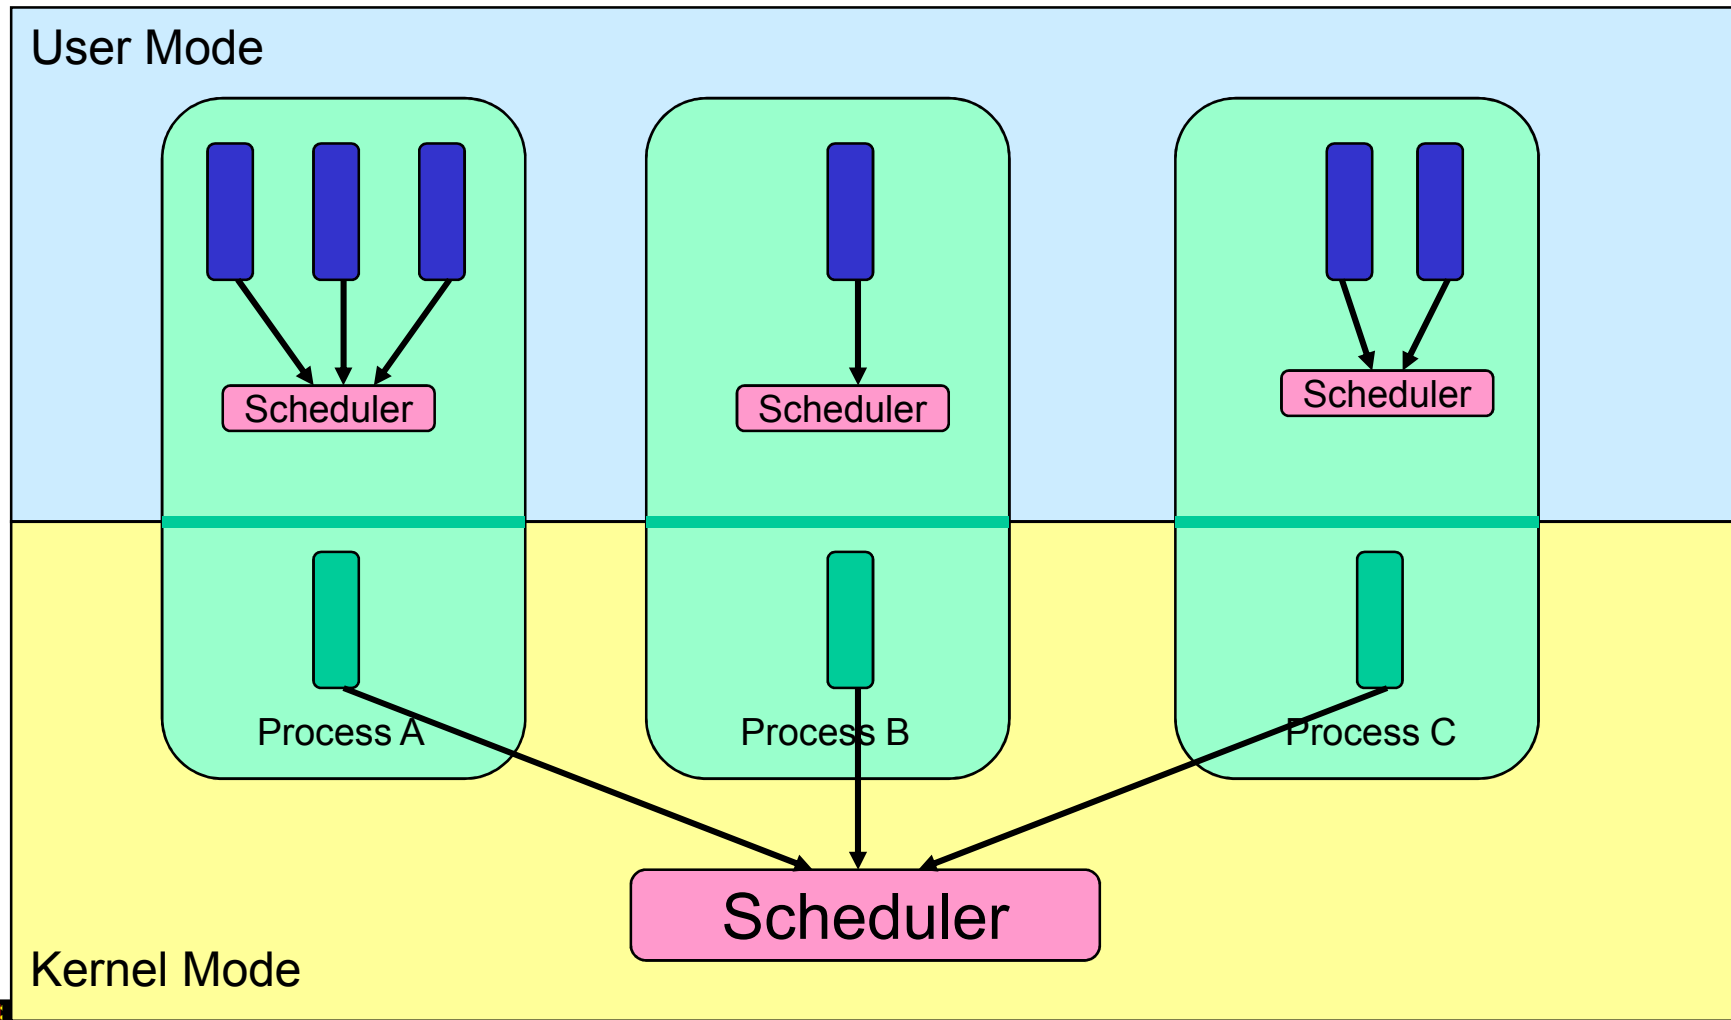 User Mode
Scheduler
Scheduler
Scheduler
Process A
Process B
Process C
Scheduler
Kernel Mode